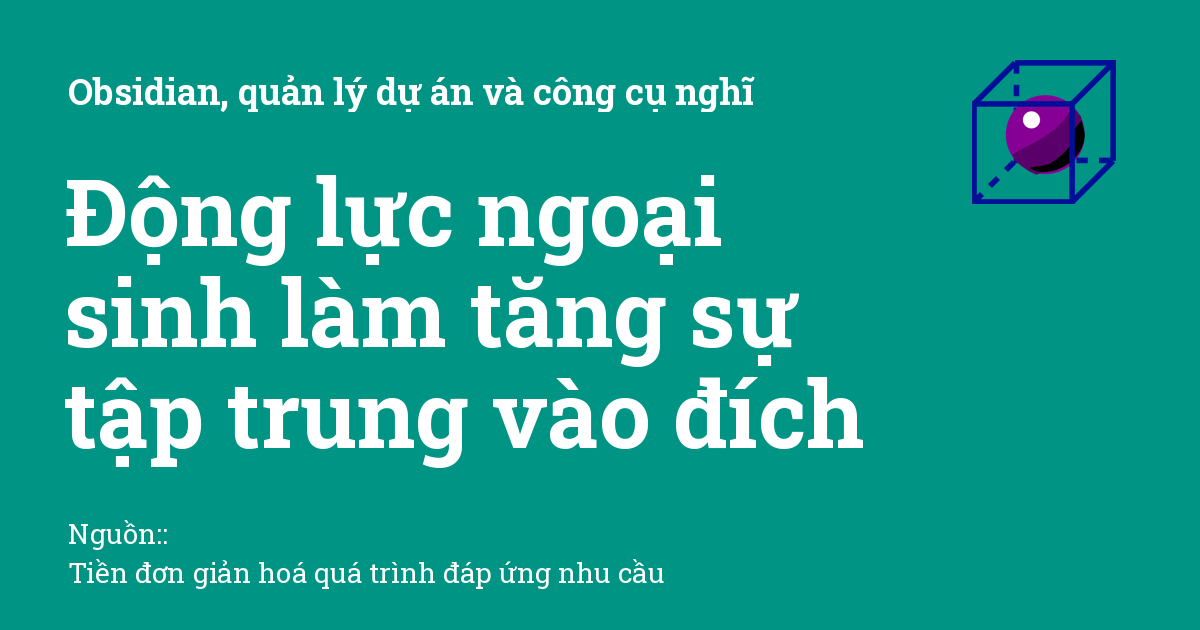 Obsidian, quản lý dự án và công cụ nghĩ
Động lực ngoại
sinh làm tăng sự
tập trung vào đích
Nguồn::
Tiền đơn giản hoá quá trình đáp ứng nhu cầu